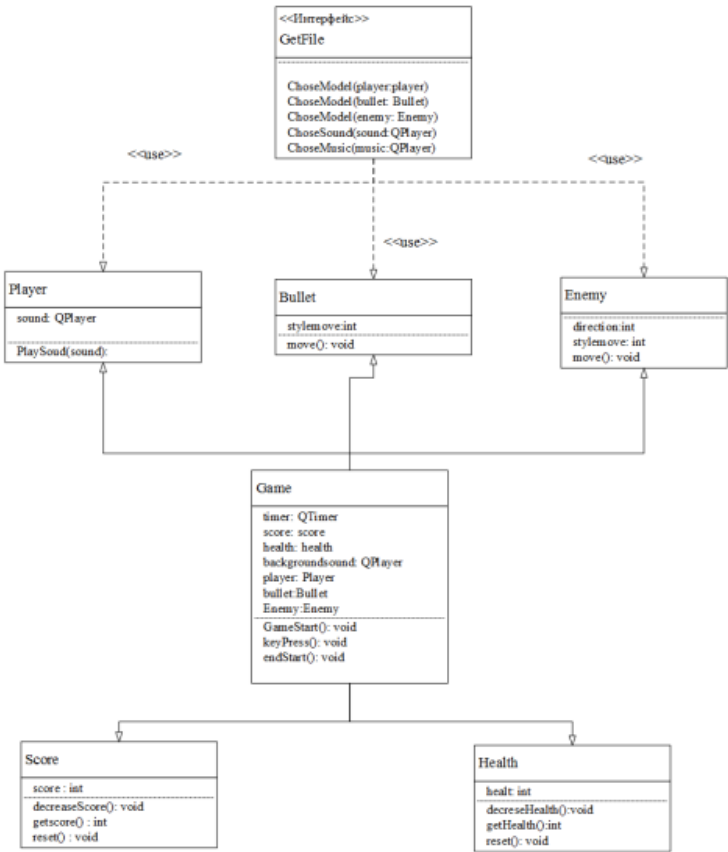 <<Интерфейс>>
GetFile
ChoseModel(player:player)
ChoseModel(bullet: Bullet)
ChoseModel(enemy: Enemy)
ChoseSound(sound:QPlayer)
ChoseMusic(music:QPlayer)
<<use>>
<<use>>
<<use>>
Player
sound: QPlayer
PlaySoud(sound):
Bullet
stylemove:int
move(): void
Enemy
direction:int
stylemove: int
move(): void
Game
timer: QTimer
score: score
health: health
backgroundsound: QPlayer
player: Player
bullet:Bullet
Enemy:Enemy
GameStart(): void
keyPress(): void
endStart(): void
Score
score : int
decreaseScore(): void
getscore() : int
reset() : void
Health
healt: int
decreseHealth():void
getHealth():int
reset(): void